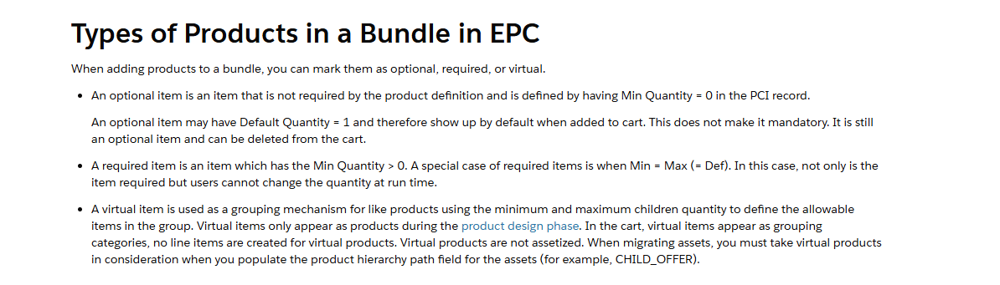 Types of Products in a Bundle in EPC
When adding products to a bundle, you can mark them as optional, required, or virtual.
• An optional item is an item that is not required by the product definition and is defined by having Min Quantity = 0 in the PCI record.
An optional item may have Default Quantity = 1 and therefore show up by default when added to cart. This does not make it mandatory. It is still
an optional item and can be deleted from the cart.
• A required item is an item which has the Min Quantity > 0. A special case of required items is when Min = Max (= Def). In this case, not only is the
item required but users cannot change the quantity at run time.
• A virtual item is used as a grouping mechanism for like products using the minimum and maximum children quantity to define the allowable
items in the group. Virtual items only appear as products during the product design phase. In the cart, virtual items appear as grouping
categories, no line items are created for virtual products. Virtual products are not assetized. When migrating assets, you must take virtual products
in consideration when you populate the product hierarchy path field for the assets (for example, CHILD_OFFER).